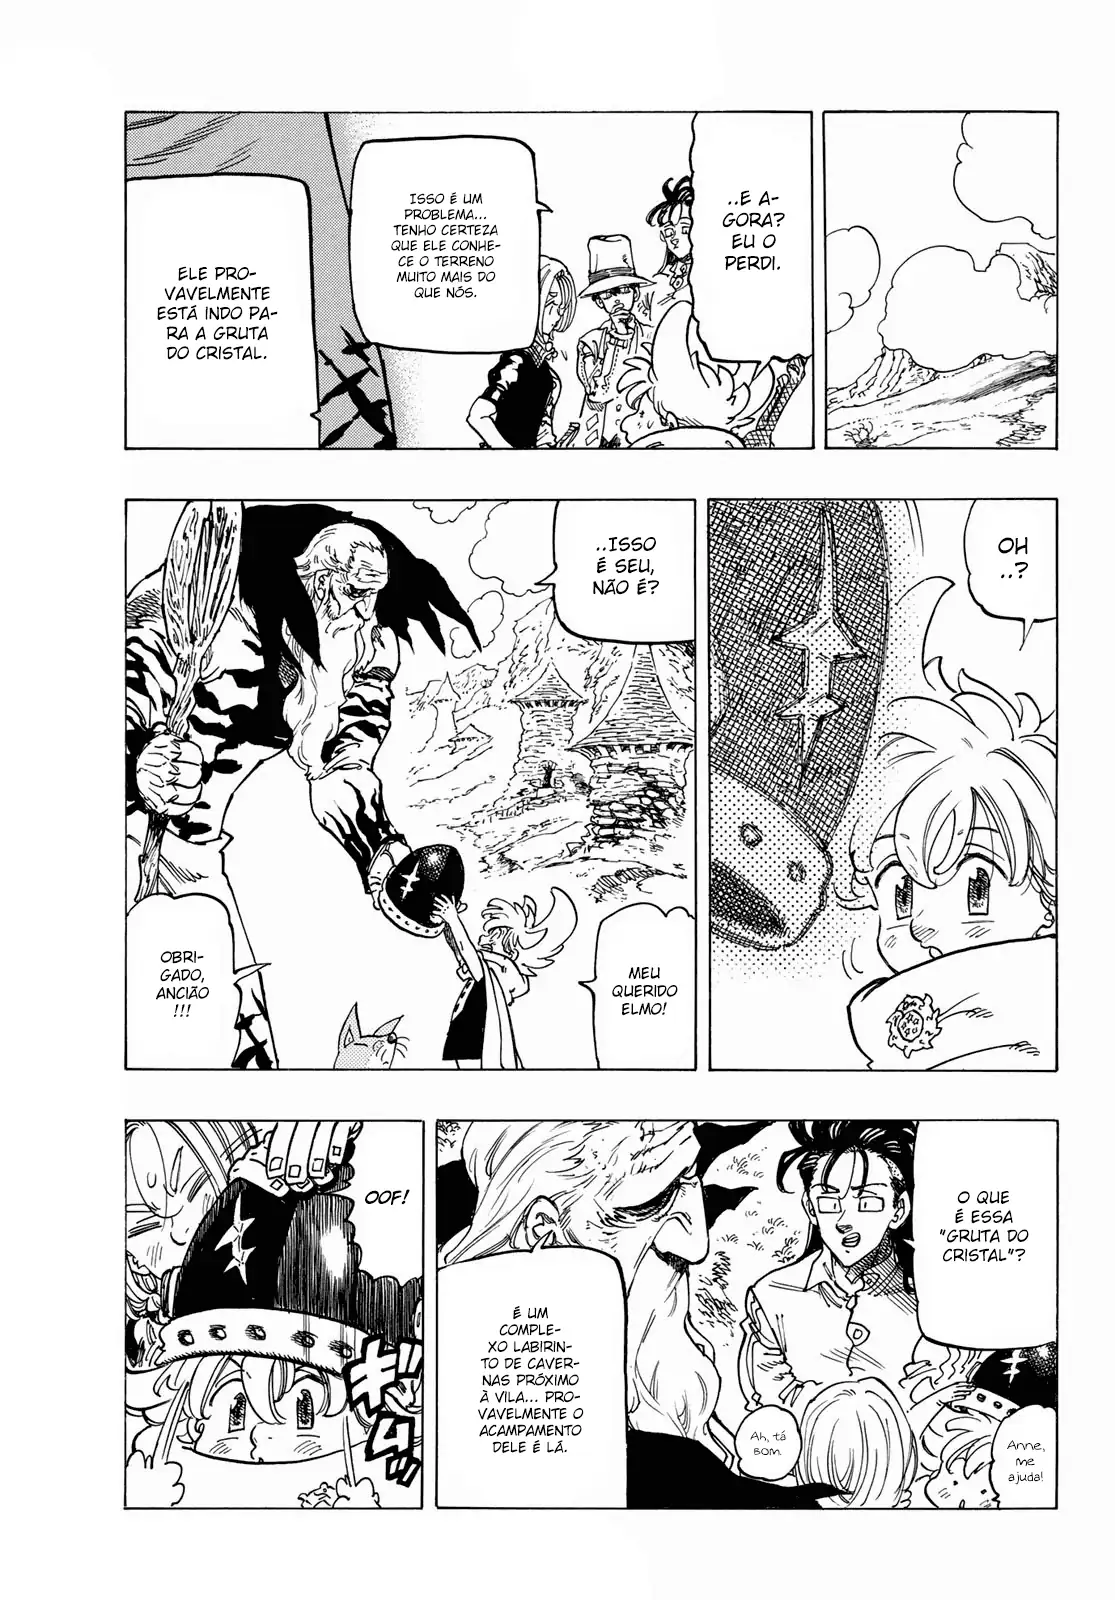 ..E A-
GORA?
EU O
PERDI.
ISSO É UM
PROBLEMA...
TENHO CERTEZA
QUE ELE CONHE-
CE O TERRENO
MUITO MAIS DO
QUE NÓS.
ELE PRO-
VAVELMENTE
ESTÁ INDO PA-
RA A GRUTA
DO CRISTAL.
OH
..?
..ISSO
É SEU,
NÃO É?
MEU
QUERIDO
ELMO!
OBRI-
GADO,
ANCIÃO
!!!
O QUE
É ESSA
"GRUTA DO
CRISTAL"?
Anne,
me
ajuda!
Ah, tá
bom.
É UM
COMPLE-
XO LABIRIN-
TO DE CAVER-
NAS PRÓXIMO
À VILA... PRO-
VAVELMENTE O
ACAMPAMENTO
DELE É LÁ.
OOF!
ギュム